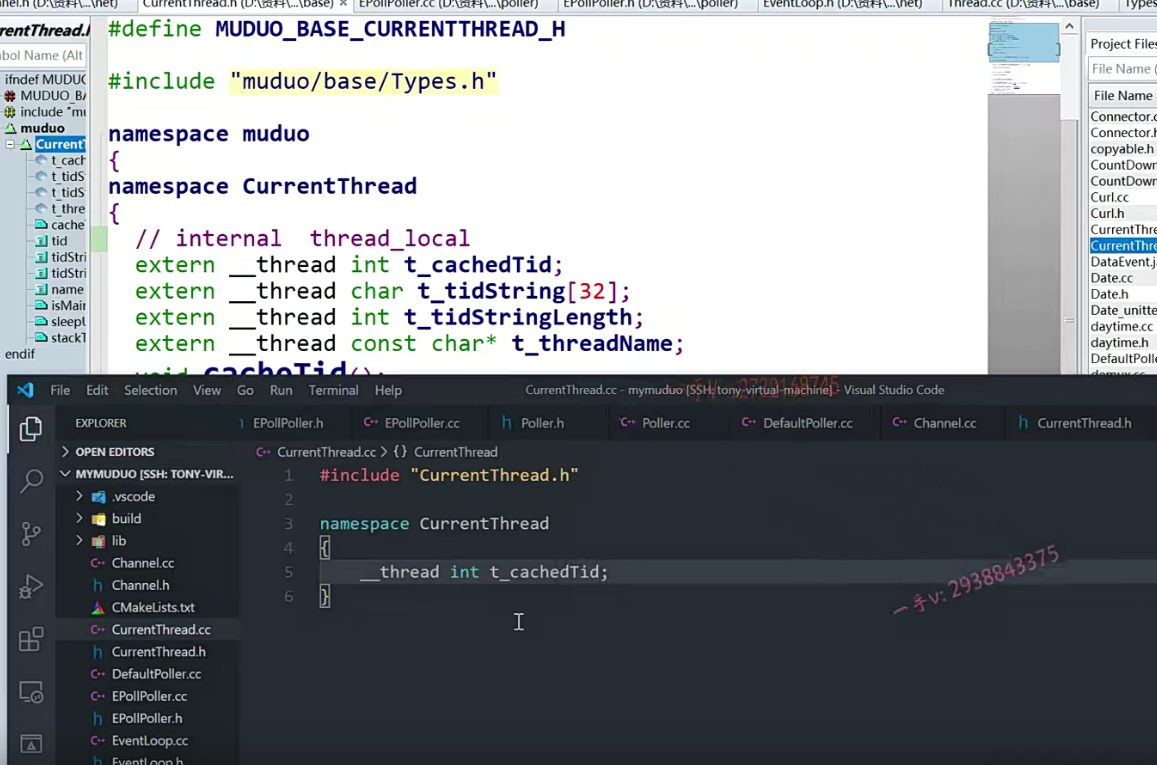 CurrentThread.h (D:\资料\...\base) ×
EPollPoller.cc (D:\资料\...\poller)
EPollPoller.h (D:\资料\...\poller)
EventLoop.h (D:\资料\...\net)
Thread.cc (D:\资料\...\base)
#define MUDUO_BASE_CURRENTTHREAD_H
#include "muduo/base/Types.h"
namespace muduo
{
namespace CurrentThread
{
// internal thread_local
extern __thread int t_cachedTid;
extern __thread char t_tidString[32];
extern __thread int t_tidStringLength;
extern __thread const char* t_threadName;
void cacheTid();
rentThread.h
bol Name (Alt
ifndef MUDUO
MUDUO_BA
include "mu
muduo
Current
t_cach
t_tidS
t_tidS
t_thre
cache
tid
tidStri
tidStri
name
isMain
sleepU
stackT
endif
Project Files
File Name (
File Name
Connector.c
Connector.h
copyable.h
CountDown
CountDown
Curl.cc
Curl.h
CurrentThre
CurrentThre
DataEvent.j
Date.cc
Date.h
Date_unitte
daytime.cc
daytime.h
DefaultPolle
demux.cc
File Edit Selection View Go Run Terminal Help
CurrentThread.cc - mymuduo [SSH: tony-virtual-machine] - Visual Studio Code
EXPLORER
EPollPoller.h
EPollPoller.cc
Poller.h
Poller.cc
DefaultPoller.cc
Channel.cc
CurrentThread.h
OPEN EDITORS
MYMUDUO [SSH: TONY-VIR...
.vscode
build
lib
Channel.cc
Channel.h
CMakeLists.txt
CurrentThread.cc
CurrentThread.h
DefaultPoller.cc
EPollPoller.cc
EPollPoller.h
EventLoop.cc
EventLoop.h
CurrentThread.cc > {} CurrentThread
1 #include "CurrentThread.h"
2
3 namespace CurrentThread
4 {
5 __thread int t_cachedTid;
6 }
一手v: 2938843375